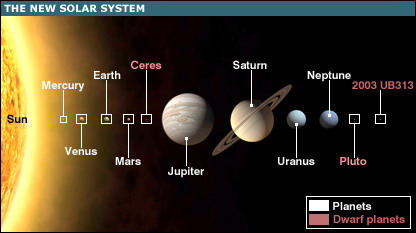 THE NEW SOLAR SYSTEM
Sun
Mercury
Venus
Earth
Mars
Ceres
Jupiter
Saturn
Uranus
Neptune
Pluto
2003 UB313
Planets
Dwarf planets